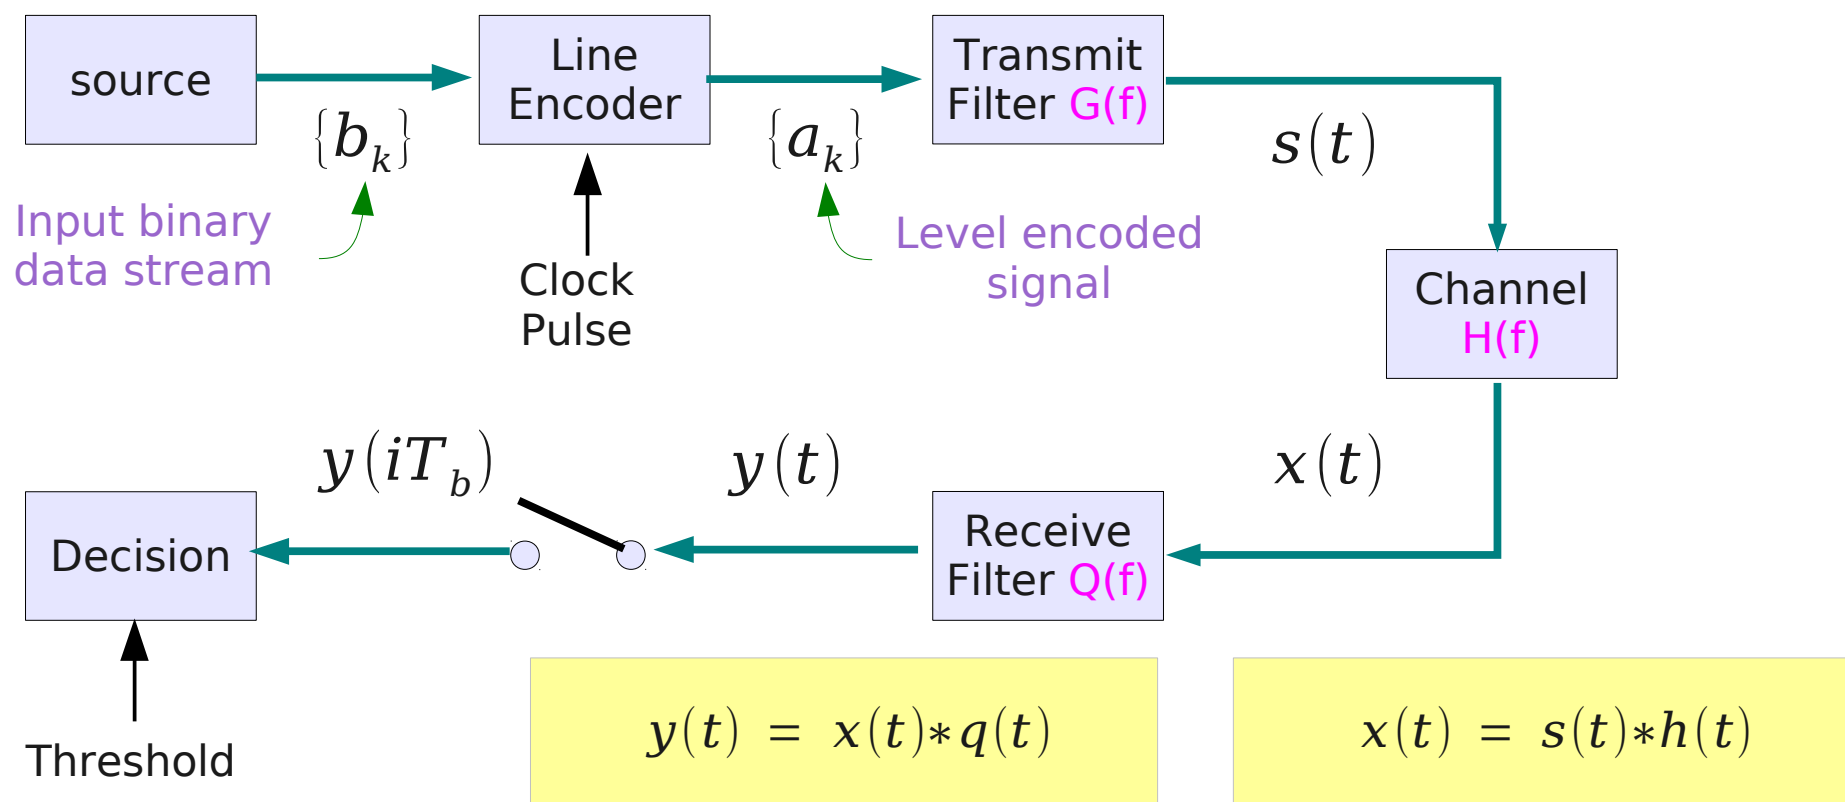 source
Line
Encoder
Transmit
Filter G(f)
{b_k}
{a_k}
s(t)
Input binary
data stream
Level encoded
signal
Clock
Pulse
Channel
H(f)
y(iT_b)
y(t)
x(t)
Decision
Receive
Filter Q(f)
Threshold
y(t) = x(t)*q(t)
x(t) = s(t)*h(t)